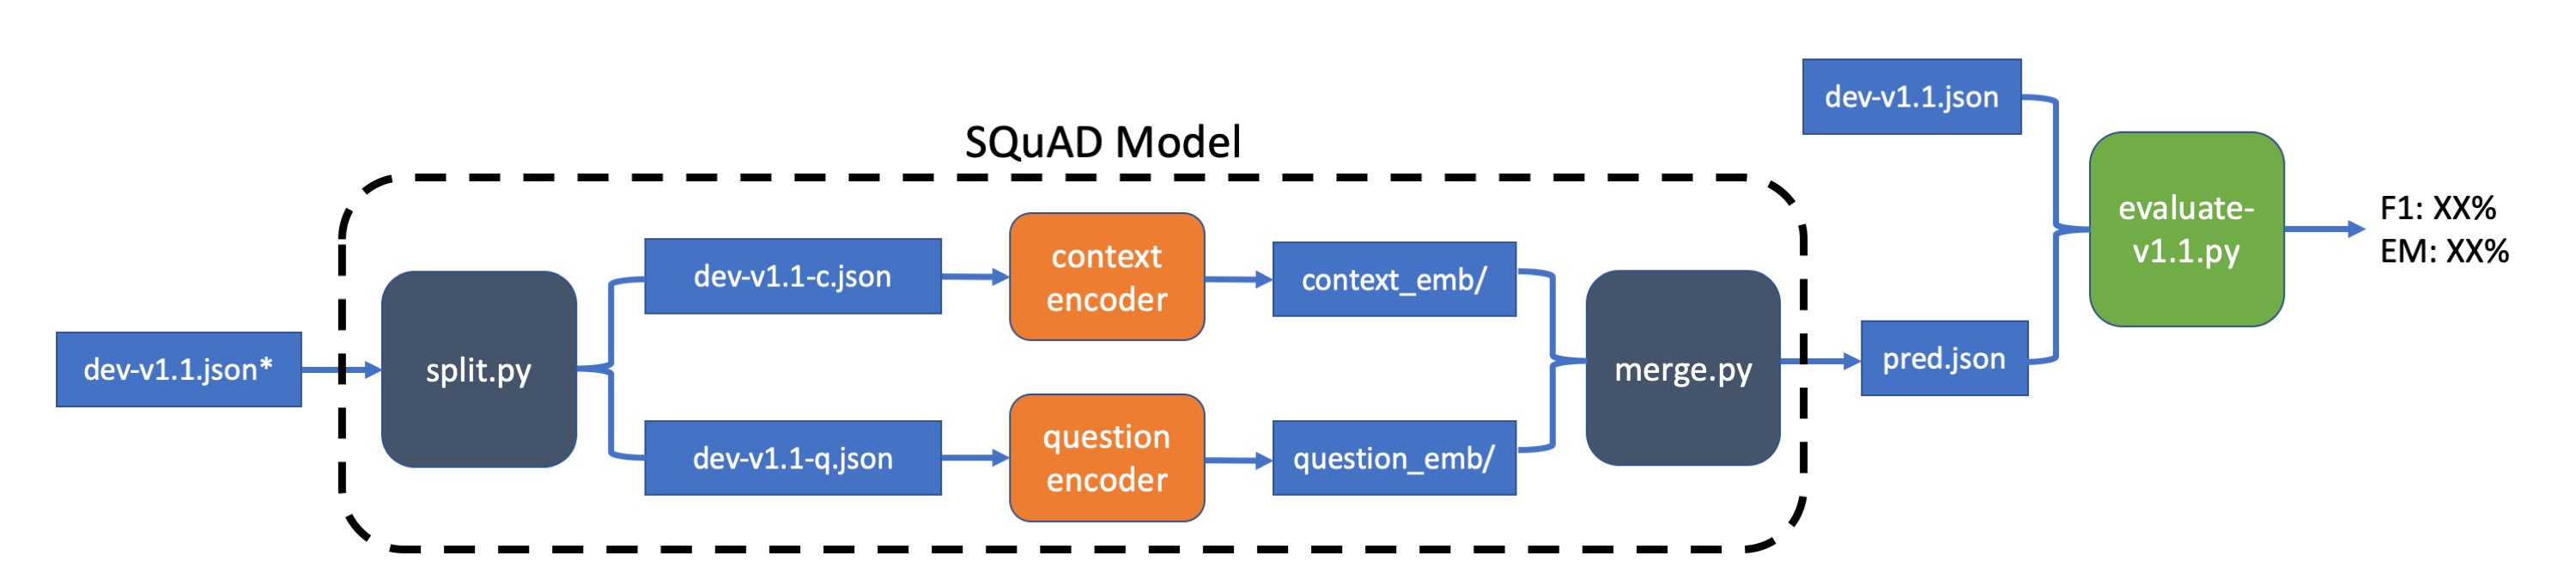 SQuAD Model
dev-v1.1.json*
split.py
dev-v1.1-c.json
context
encoder
context_emb/
dev-v1.1-q.json
question
encoder
question_emb/
merge.py
dev-v1.1.json
pred.json
evaluate-
v1.1.py
F1: XX%
EM: XX%